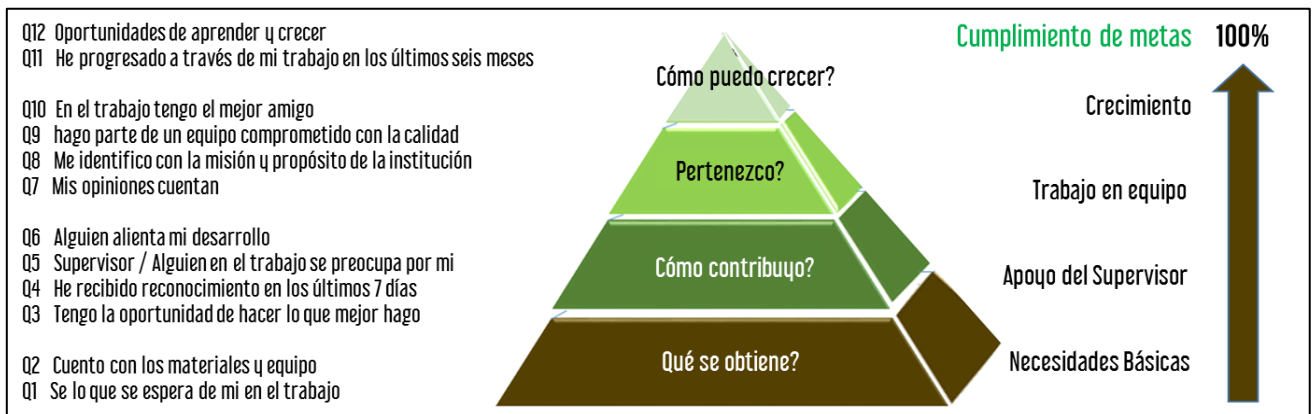 Q12 Oportunidades de aprender y crecer
Q11 He progresado a través de mi trabajo en los últimos seis meses
Q10 En el trabajo tengo el mejor amigo
Q9 hago parte de un equipo comprometido con la calidad
Q8 Me identifico con la misión y propósito de la institución
Q7 Mis opiniones cuentan
Q6 Alguien alienta mi desarrollo
Q5 Supervisor / Alguien en el trabajo se preocupa por mi
Q4 He recibido reconocimiento en los últimos 7 días
Q3 Tengo la oportunidad de hacer lo que mejor hago
Q2 Cuento con los materiales y equipo
Q1 Se lo que se espera de mi en el trabajo
Cómo puedo crecer?
Pertenezco?
Cómo contribuyo?
Qué se obtiene?
Cumplimiento de metas 100%
Crecimiento
Trabajo en equipo
Apoyo del Supervisor
Necesidades Básicas